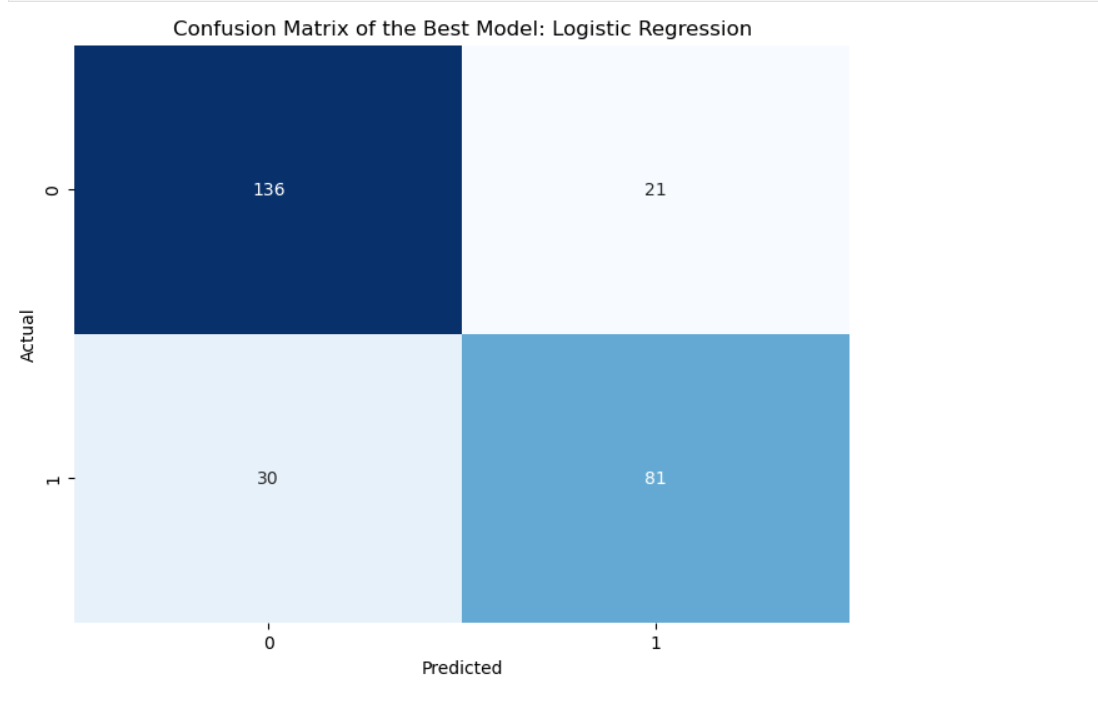 Confusion Matrix of the Best Model: Logistic Regression
0
136
21
Actual
1
30
81
0
1
Predicted